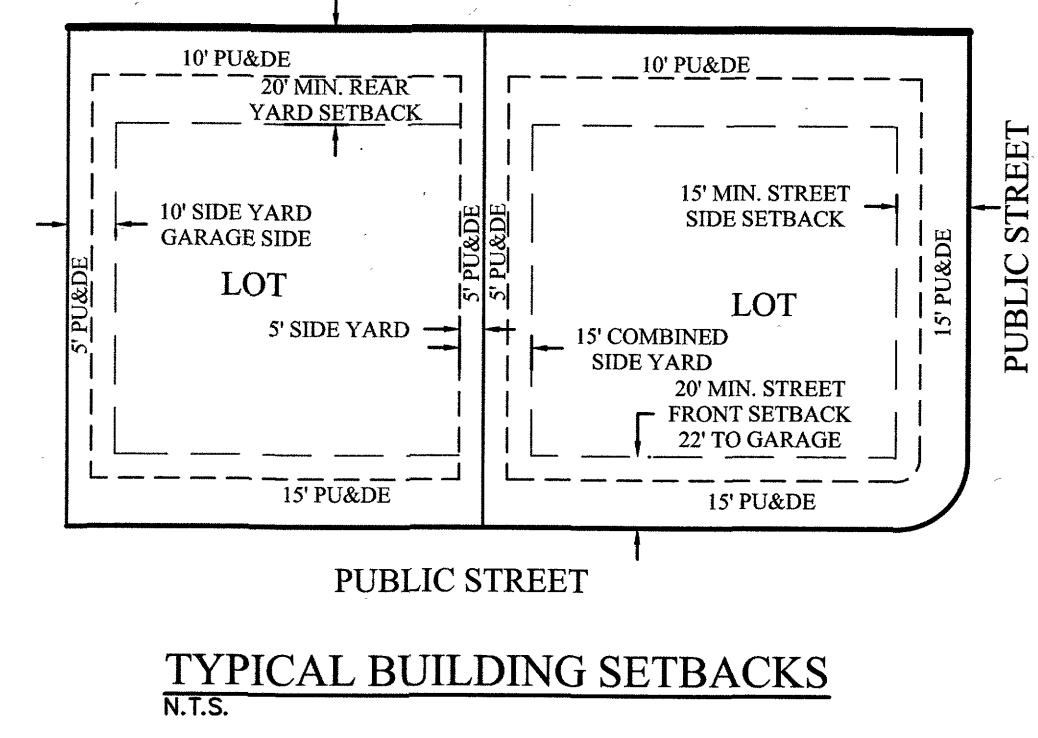 10' PU&DE
20' MIN. REAR
YARD SETBACK
10' PU&DE
10' SIDE YARD
GARAGE SIDE
LOT
5' PU&DE
5' SIDE YARD
5' PU&DE
5' PU&DE
15' PU&DE
15' MIN. STREET
SIDE SETBACK
LOT
15' COMBINED
SIDE YARD
20' MIN. STREET
FRONT SETBACK
22' TO GARAGE
15' PU&DE
15' PU&DE
PUBLIC STREET
PUBLIC STREET
TYPICAL BUILDING SETBACKS
N.T.S.